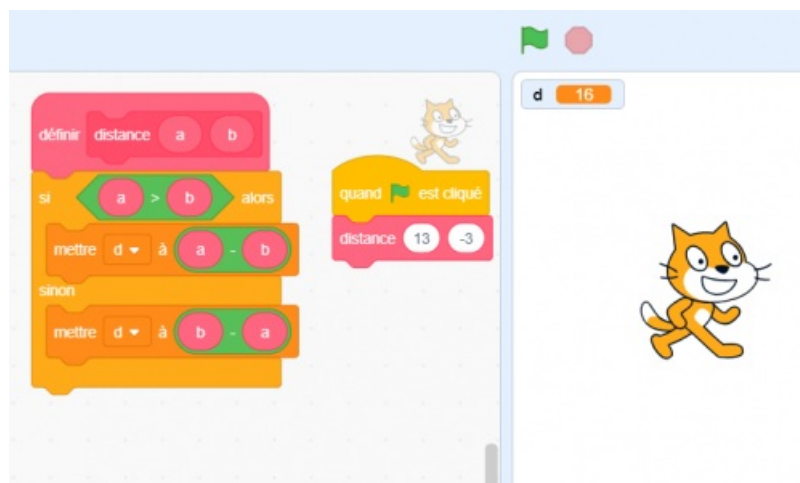 d 16
définir distance a b
si a > b alors
mettre d à a - b
sinon
mettre d à b - a
quand est cliqué
distance 13 -3